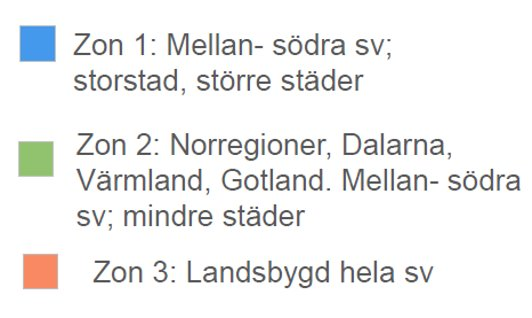 Zon 1: Mellan- södra sv;
storstad, större städer
Zon 2: Norregioner, Dalarna,
Värmland, Gotland. Mellan- södra
sv; mindre städer
Zon 3: Landsbygd hela sv